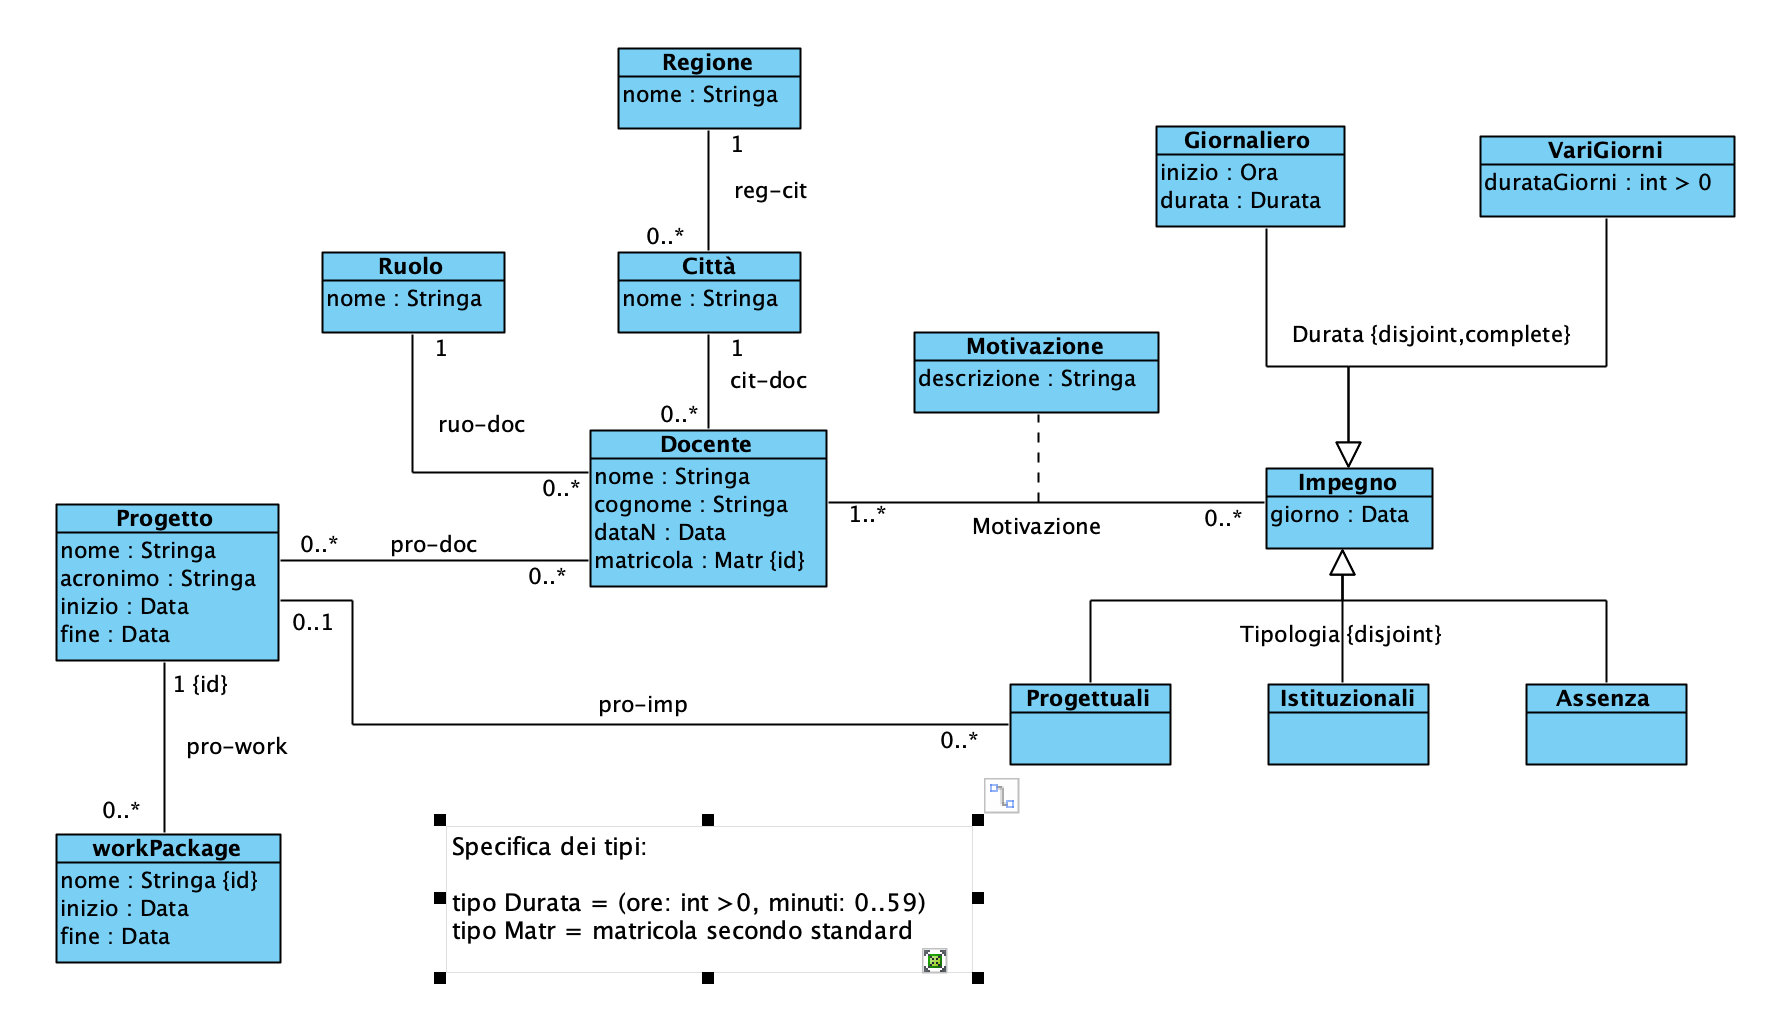 Regione
nome : Stringa
1
reg-cit
0..*
Città
nome : Stringa
1
cit-doc
0..*
Ruolo
nome : Stringa
1
ruo-doc
0..*
Docente
nome : Stringa
cognome : Stringa
dataN : Data
matricola : Matr {id}
Giornaliero
inizio : Ora
durata : Durata
VariGiorni
durataGiorni : int > 0
Durata {disjoint,complete}
Motivazione
descrizione : Stringa
1..*
Motivazione
0..*
Impegno
giorno : Data
Tipologia {disjoint}
Progettuali
Istituzionali
Assenza
Progetto
nome : Stringa
acronimo : Stringa
inizio : Data
fine : Data
0..*
pro-doc
0..*
0..1
pro-imp
0..*
1 {id}
pro-work
0..*
workPackage
nome : Stringa {id}
inizio : Data
fine : Data
Specifica dei tipi:
tipo Durata = (ore: int >0, minuti: 0..59)
tipo Matr = matricola secondo standard